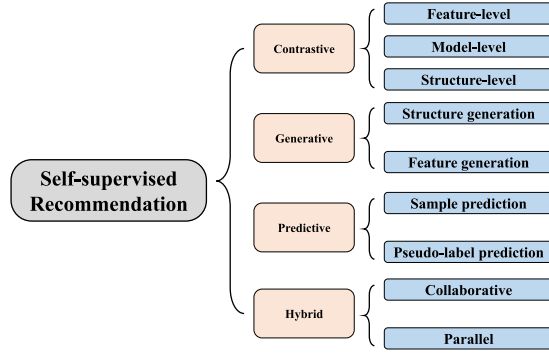 Self-supervised
Recommendation
Contrastive
Feature-level
Model-level
Structure-level
Generative
Structure generation
Feature generation
Predictive
Sample prediction
Pseudo-label prediction
Hybrid
Collaborative
Parallel